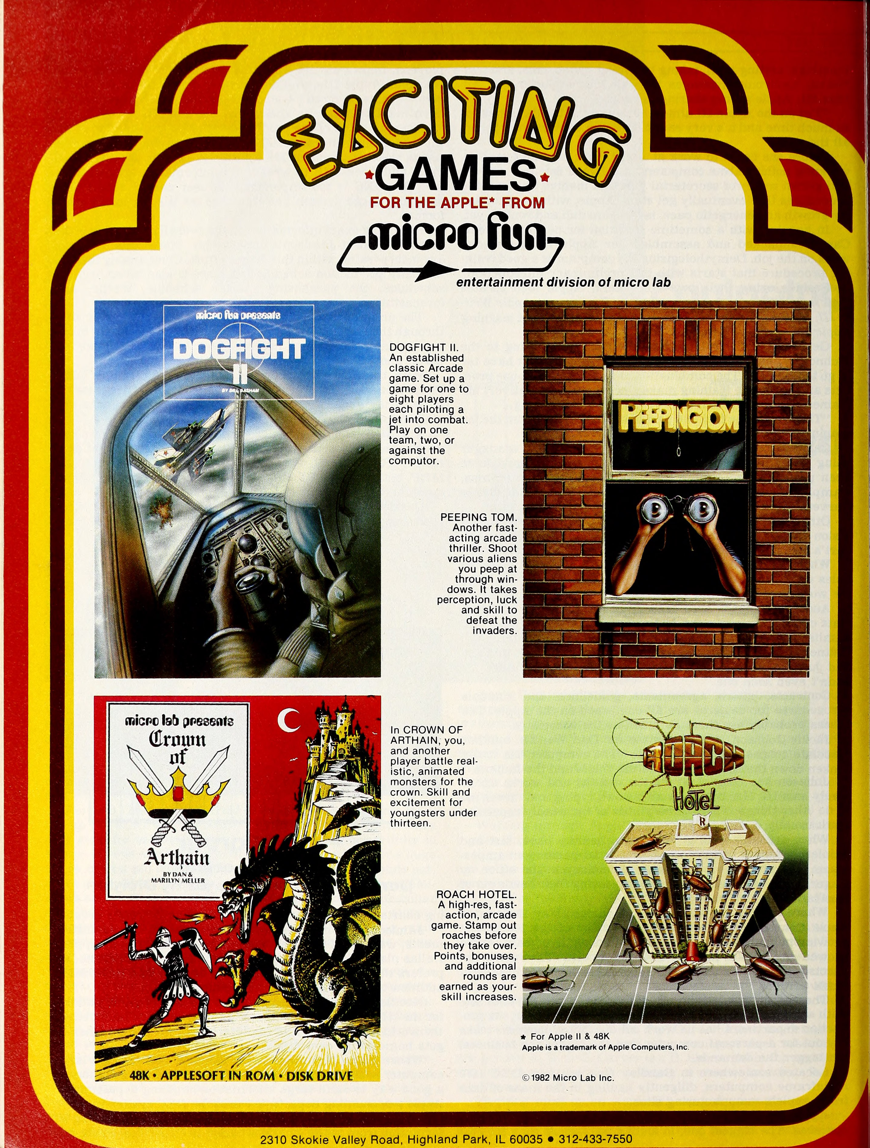 EXCITING
*GAMES*
FOR THE APPLE* FROM
micro fun
entertainment division of micro lab
micro fun presents
DOGFIGHT
II
DOGFIGHT II.
An established
classic Arcade
game. Set up a
game for one to
eight players
each piloting a
jet into combat.
Play on one
team, two, or
against the
computor.
PEEPING TOM
PEEPING TOM.
Another fast-
acting arcade
thriller. Shoot
various aliens
you peep at
through win-
dows. It takes
perception, luck
and skill to
defeat the
invaders.
micro lab presents
Crown
of
Arthain
BY DAN &
MARILYN MELLER
48K • APPLESOFT IN ROM • DISK DRIVE
In CROWN OF
ARTHAIN, you,
and another
player battle real-
istic, animated
monsters for the
crown. Skill and
excitement for
youngsters under
thirteen.
ROACH
HOTEL
R
ROACH HOTEL.
A high-res, fast-
action, arcade
game. Stamp out
roaches before
they take over.
Points, bonuses,
and additional
rounds are
earned as your-
skill increases.
* For Apple II & 48K
Apple is a trademark of Apple Computers, Inc.
© 1982 Micro Lab Inc.
2310 Skokie Valley Road, Highland Park, IL 60035 • 312-433-7550